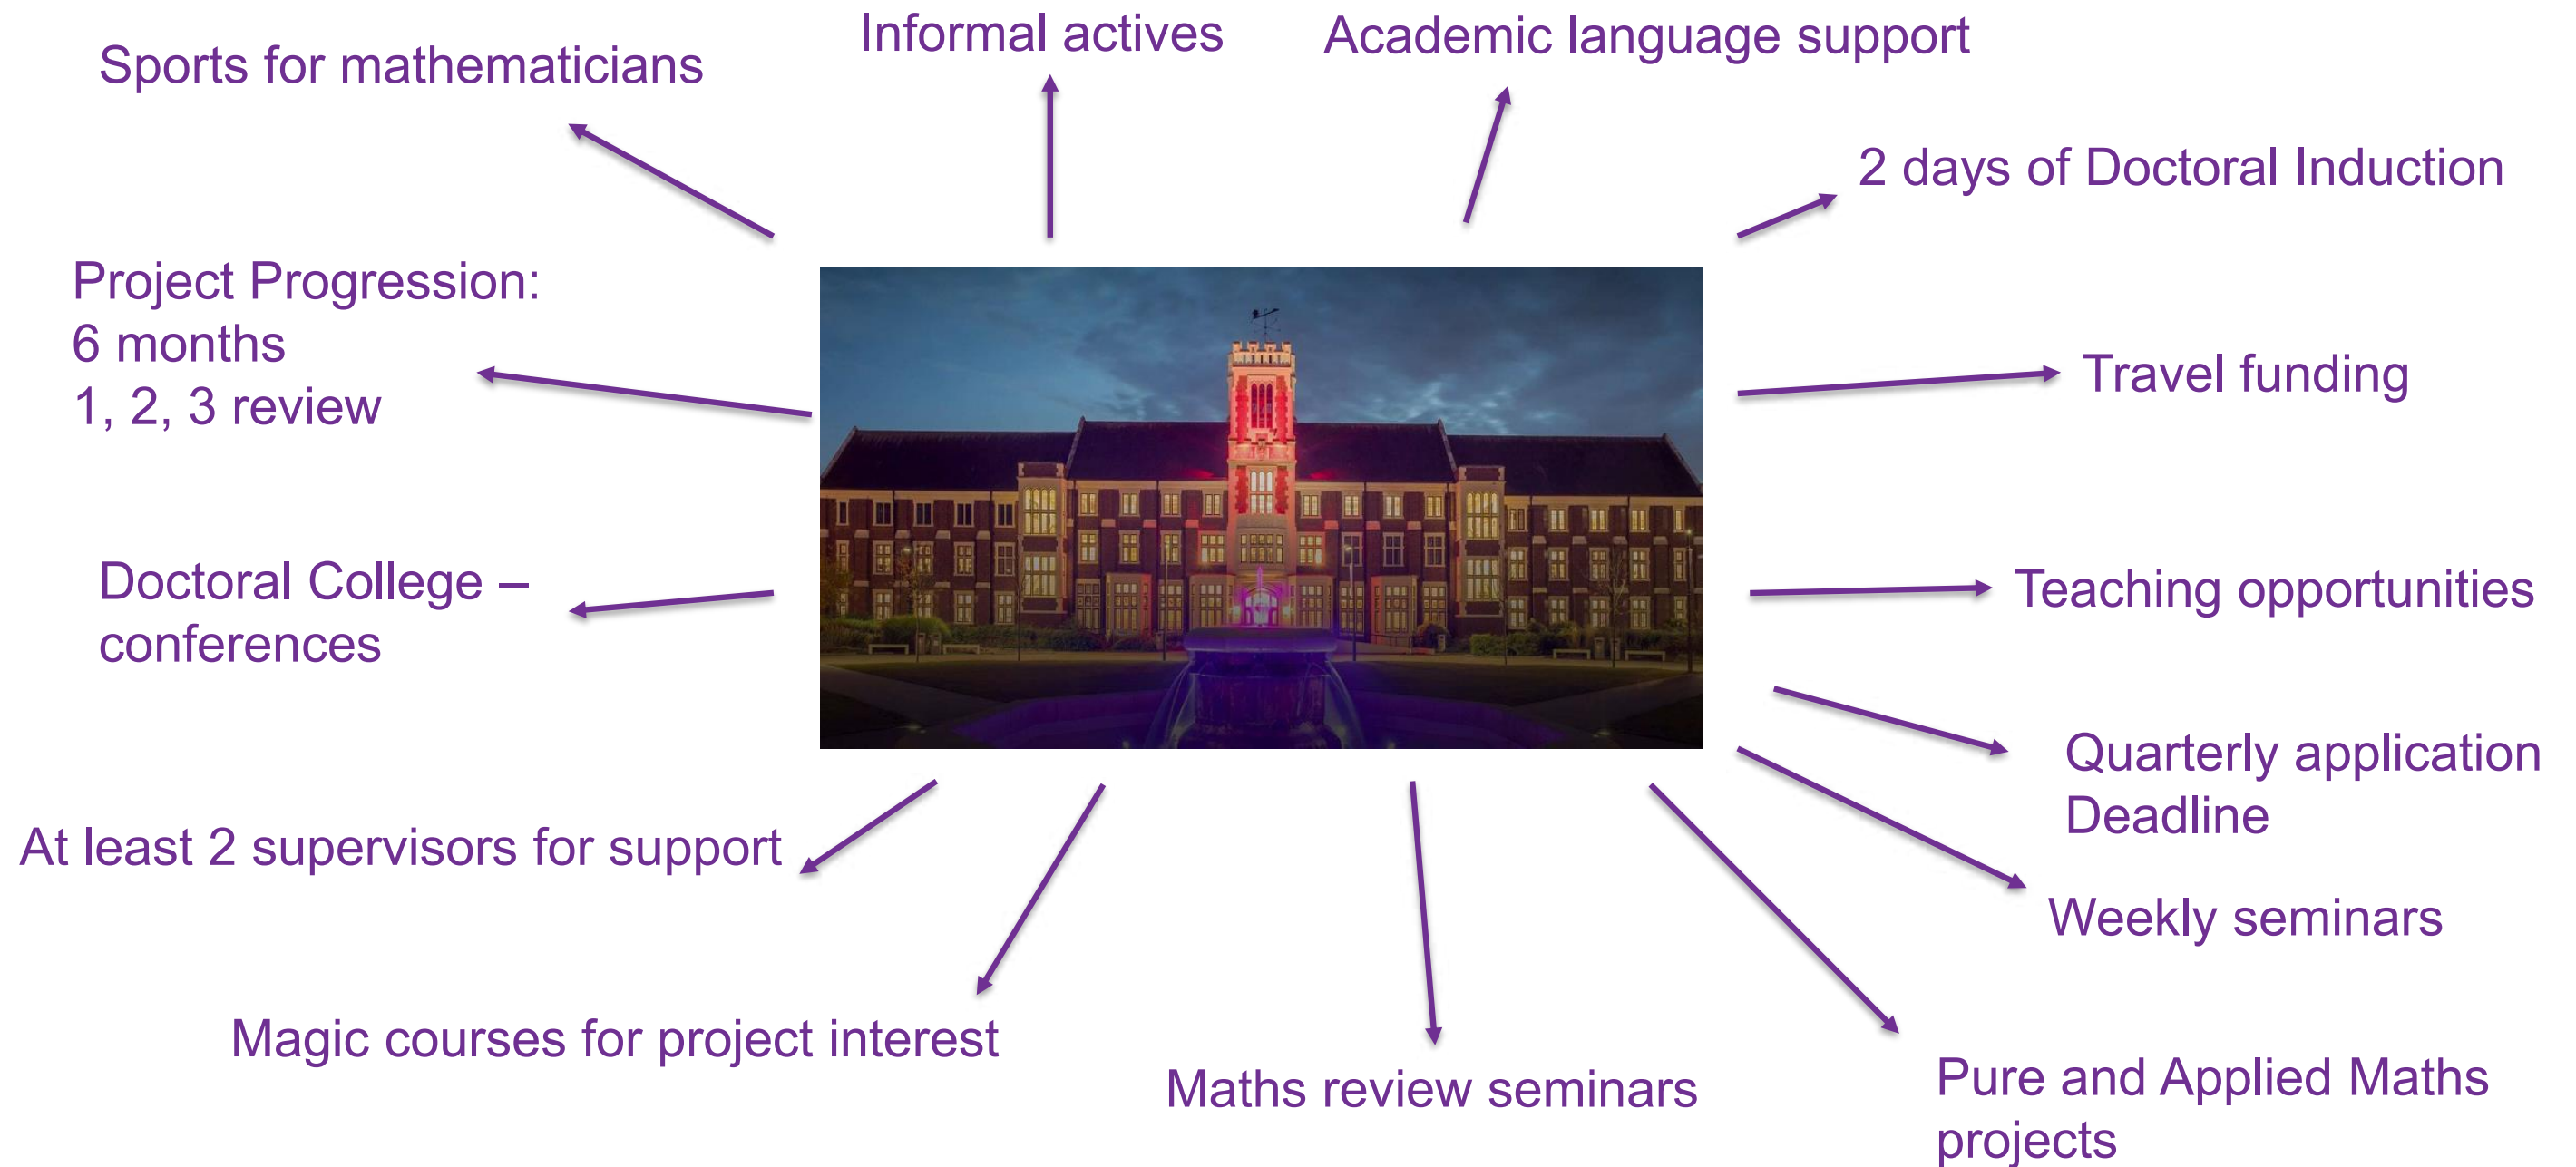 Informal actives
Academic language support
Sports for mathematicians
2 days of Doctoral Induction
Project Progression:
6 months
1, 2, 3 review
Travel funding
Doctoral College –
conferences
Teaching opportunities
Quarterly application
Deadline
At least 2 supervisors for support
Weekly seminars
Magic courses for project interest
Maths review seminars
Pure and Applied Maths
projects